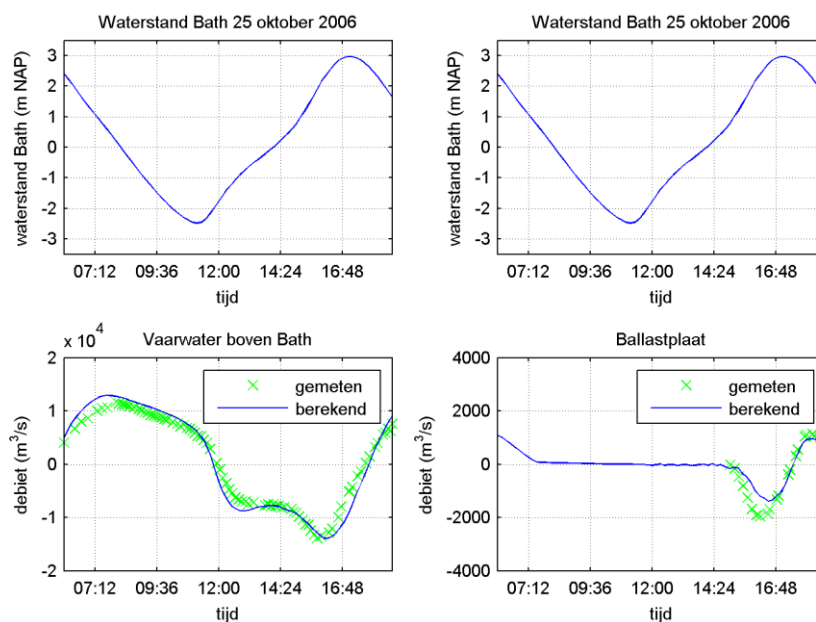 Waterstand Bath 25 oktober 2006
waterstand Bath (m NAP)
3
2
1
0
-1
-2
-3
07:12 09:36 12:00 14:24 16:48
tijd
Waterstand Bath 25 oktober 2006
waterstand Bath (m NAP)
3
2
1
0
-1
-2
-3
07:12 09:36 12:00 14:24 16:48
tijd
x 10^4
Vaarwater boven Bath
debiet (m³/s)
2
1
0
-1
-2
gemeten
berekend
07:12 09:36 12:00 14:24 16:48
tijd
Ballastplaat
debiet (m³/s)
4000
2000
0
-2000
-4000
gemeten
berekend
07:12 09:36 12:00 14:24 16:48
tijd